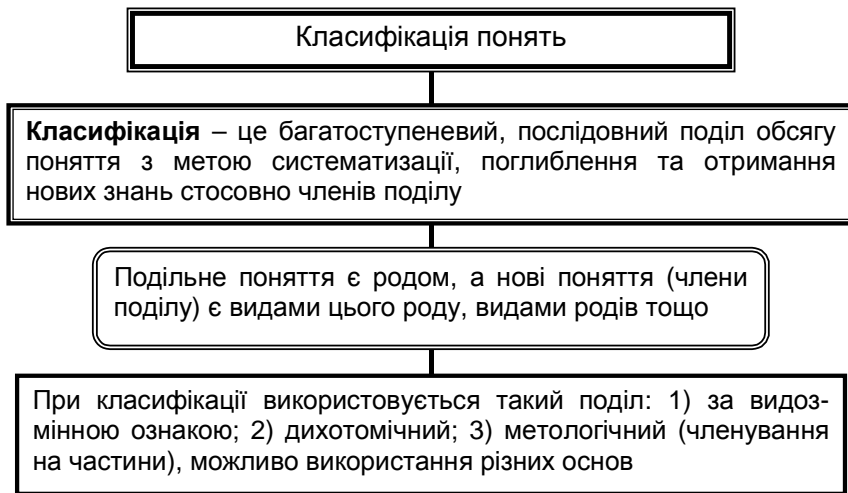 Класифікація понять
Класифікація – це багатоступеневий, послідовний поділ обсягу
поняття з метою систематизації, поглиблення та отримання
нових знань стосовно членів поділу
Подільне поняття є родом, а нові поняття (члени
поділу) є видами цього роду, видами родів тощо
При класифікації використовується такий поділ: 1) за видоз-
мінною ознакою; 2) дихотомічний; 3) метологічний (членування
на частини), можливо використання різних основ